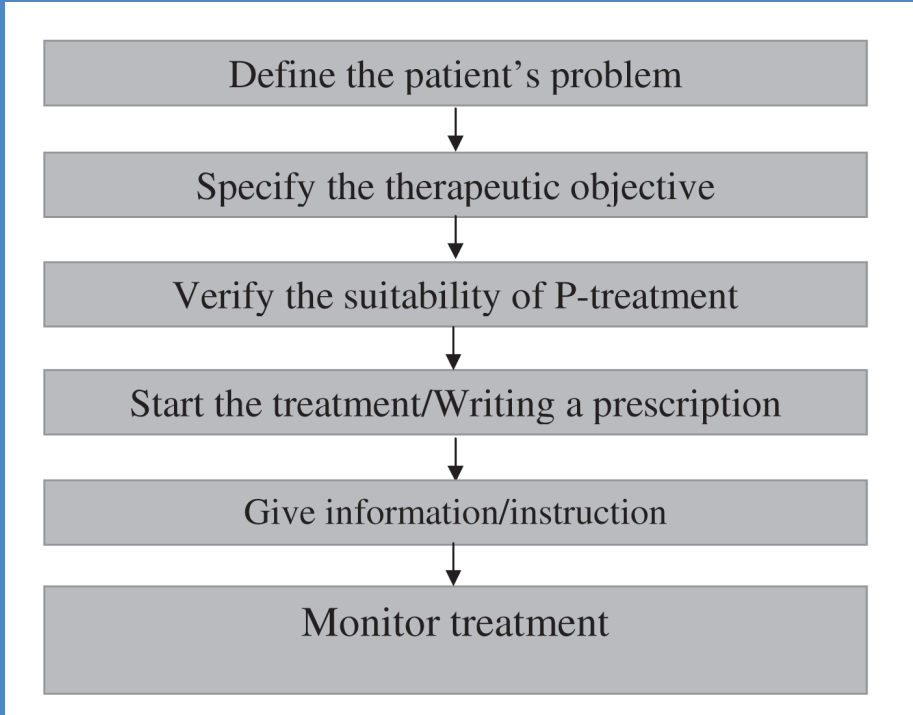 Define the patient’s problem
Specify the therapeutic objective
Verify the suitability of P-treatment
Start the treatment/Writing a prescription
Give information/instruction
Monitor treatment